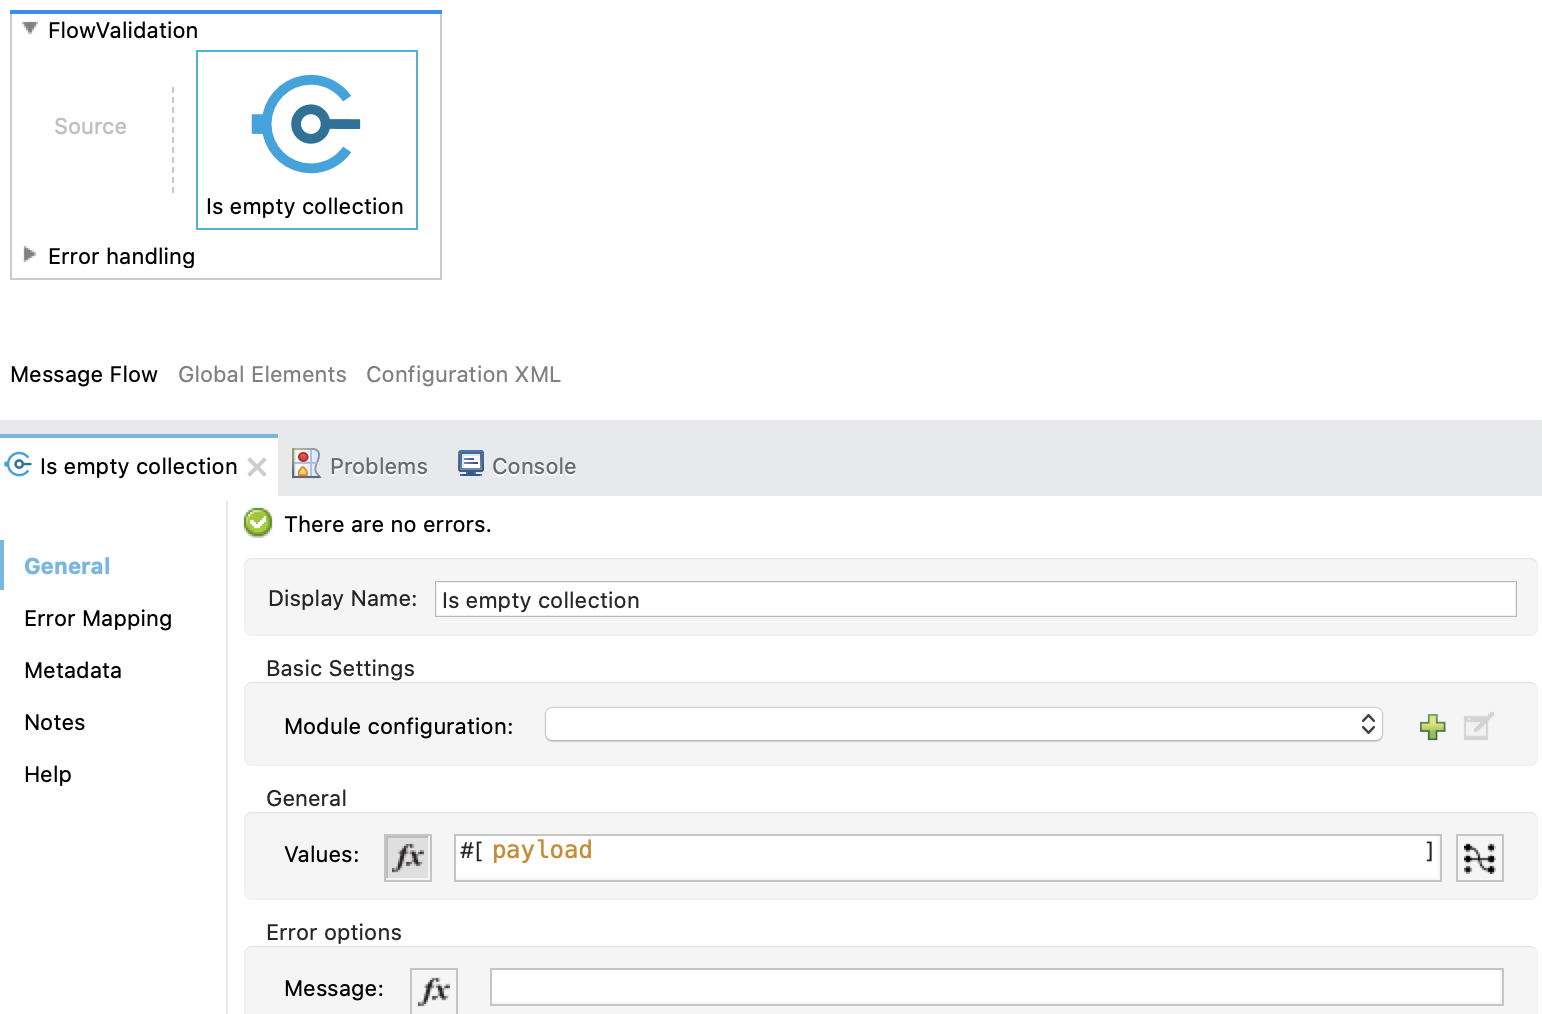 FlowValidation
Source
Is empty collection
Error handling
Message Flow Global Elements Configuration XML
Is empty collection Problems Console
There are no errors.
General
Error Mapping
Metadata
Notes
Help
Display Name: Is empty collection
Basic Settings
Module configuration:
General
Values: fx #[ payload ]
Error options
Message: fx